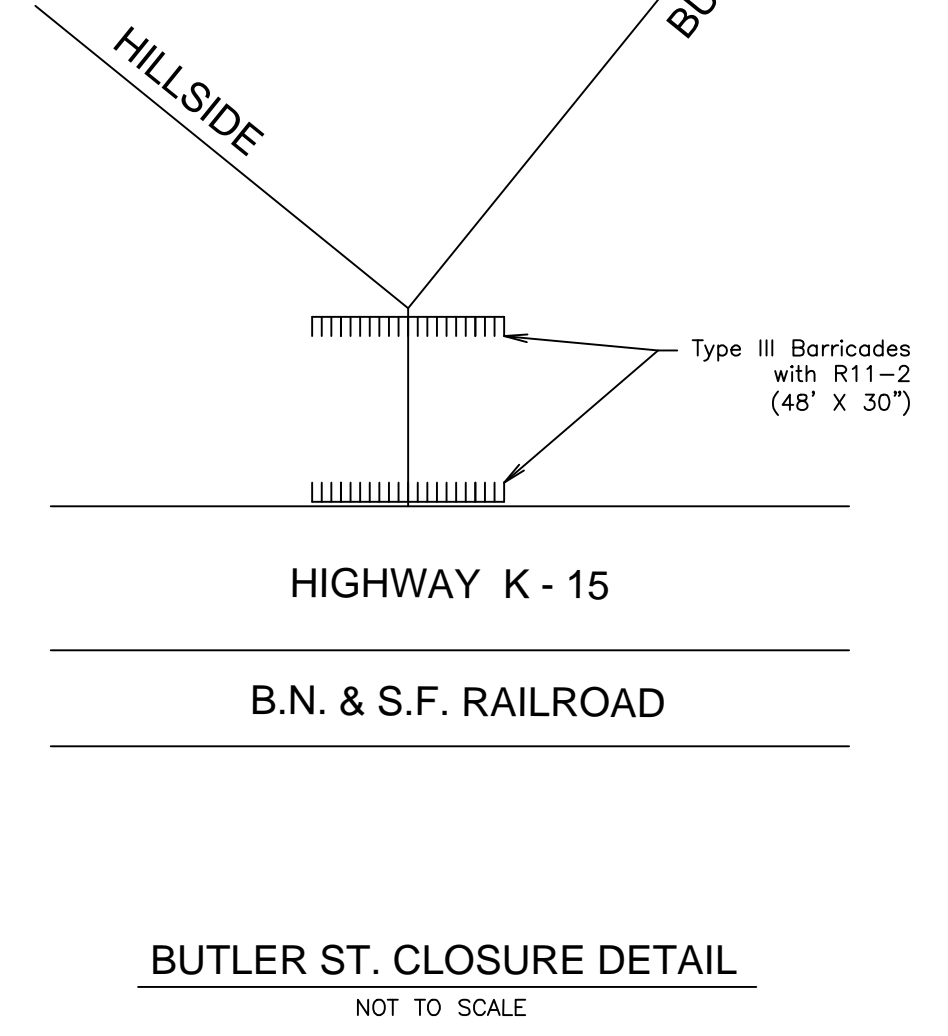 HILLSIDE
BU
Type III Barricades
with R11-2
(48' X 30")
HIGHWAY K - 15
B.N. & S.F. RAILROAD
BUTLER ST. CLOSURE DETAIL
NOT TO SCALE